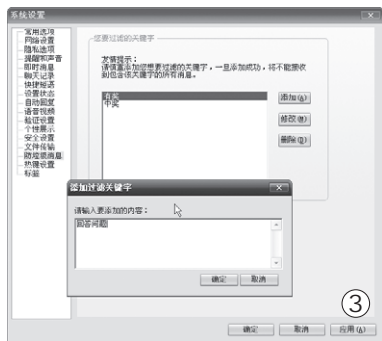 系统设置
常用选项
网络设置
隐私选项
提醒和声音
即时消息
聊天记录
快捷短语
设置状态
自动回复
语音视频
验证设置
个性展示
安全设置
文件传输
防垃圾消息
热键设置
标签
您要过滤的关键字
友情提示:
请慎重添加您想要过滤的关键字,一旦添加成功,将不能接收
到包含该关键字的所有消息。
有奖
中奖
添加(A)
修改(M)
删除(D)
添加过滤关键字
请输入要添加的内容:
回答问题
确定
取消
③
确定
取消
应用(A)